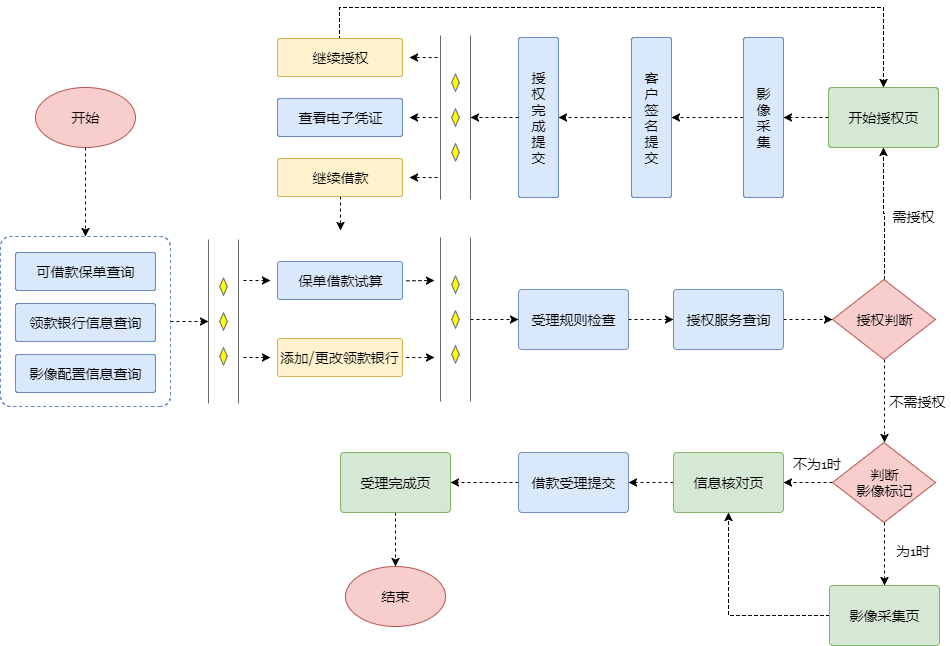 继续授权
查看电子凭证
继续借款
授权完成提交
客户签名提交
影像采集
开始授权页
开始
需授权
可借款保单查询
领款银行信息查询
影像配置信息查询
保单借款试算
添加/更改领款银行
受理规则检查
授权服务查询
授权判断
不需授权
受理完成页
借款受理提交
信息核对页
不为1时
判断
影像标记
为1时
结束
影像采集页